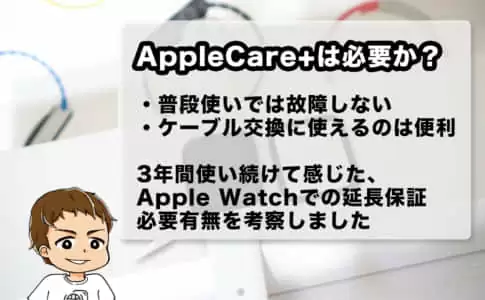 AppleCare+は必要か？
・普段使いでは故障しない
・ケーブル交換に使えるのは便利
3年間使い続けて感じた、
Apple Watchでの延長保証
必要有無を考察しました